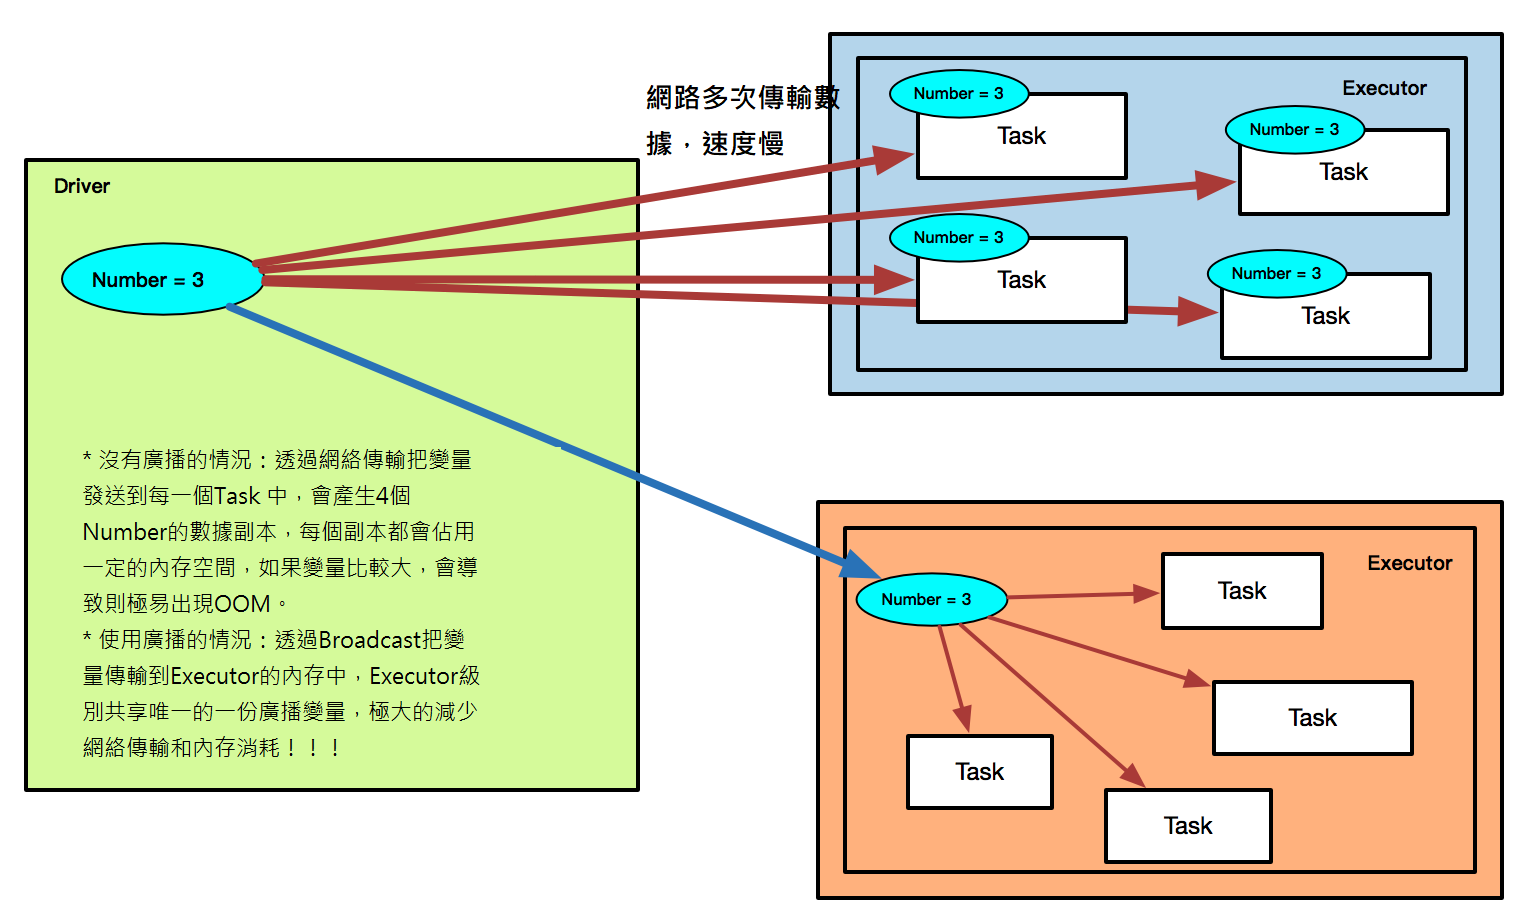 網路多次傳輸數
據，速度慢
Driver
Number = 3
* 沒有廣播的情況：透過網絡傳輸把變量
發送到每一個Task 中，會產生4個
Number的數據副本，每個副本都會佔用
一定的內存空間，如果變量比較大，會導
致則極易出現OOM。
* 使用廣播的情況：透過Broadcast把變
量傳輸到Executor的內存中，Executor級
別共享唯一的一份廣播變量，極大的減少
網絡傳輸和內存消耗！！！
Executor
Number = 3
Task
Number = 3
Task
Number = 3
Task
Number = 3
Task
Executor
Number = 3
Task
Task
Task
Task